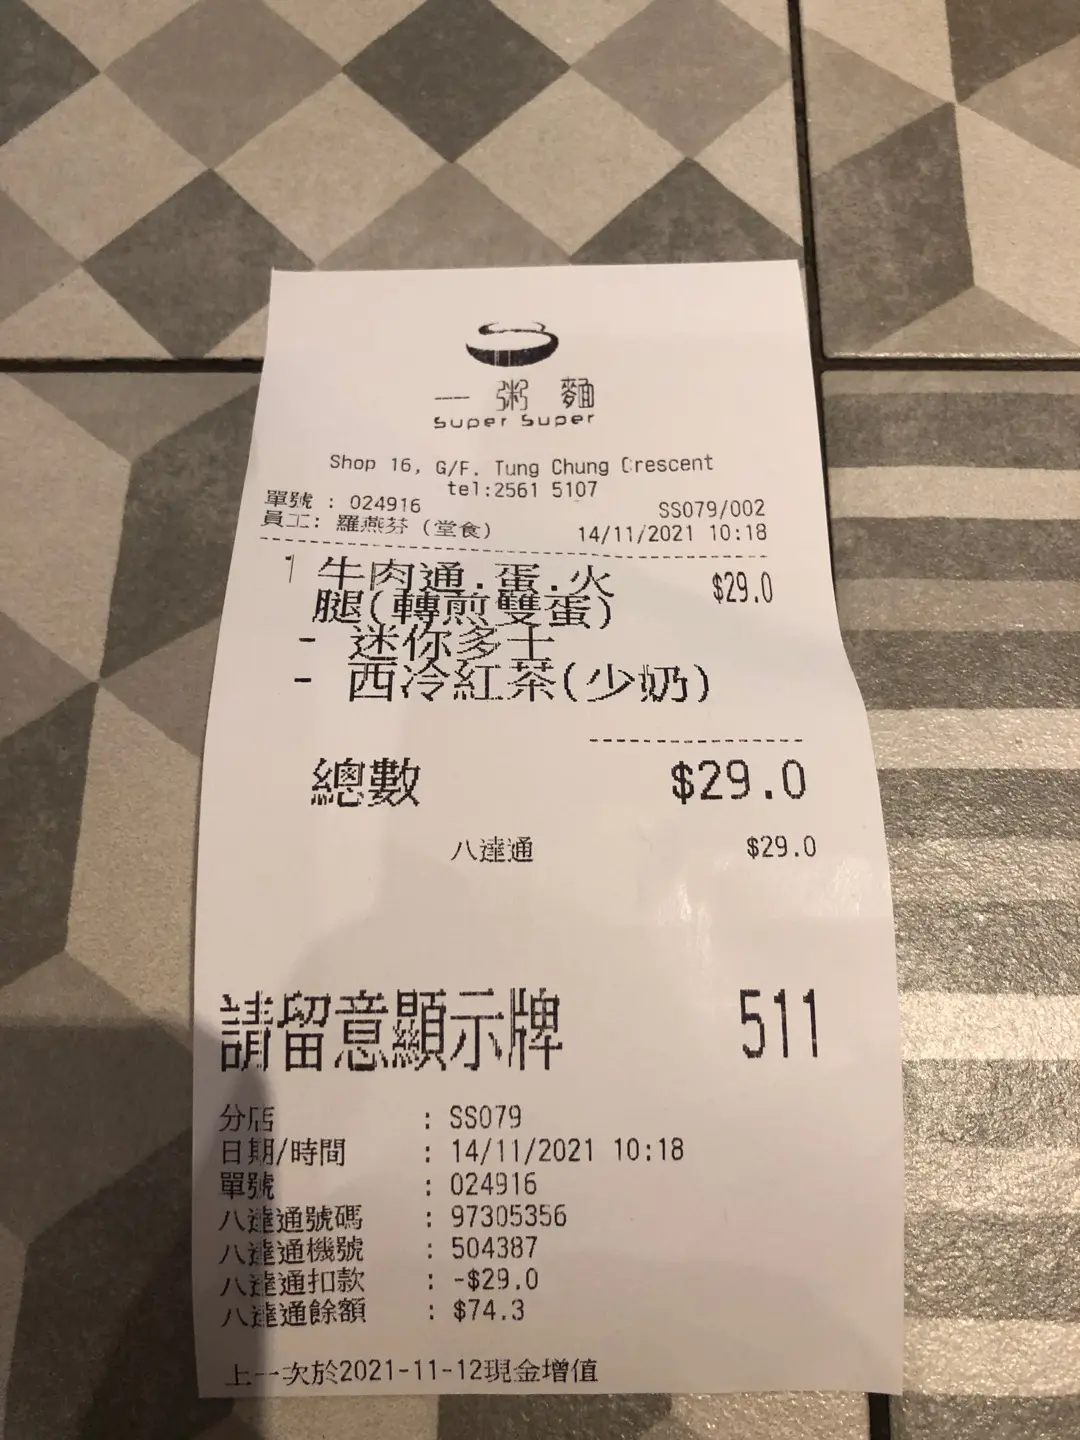 一粥麵
Super Super
Shop 16, G/F. Tung Chung Crescent
tel:2561 5107
單號 : 024916 SS079/002
員工: 羅燕芬 (堂食) 14/11/2021 10:18
1 牛肉通.蛋.火 $29.0
腿(轉煎雙蛋)
- 迷你多士
- 西冷紅茶(少奶)
總數 $29.0
八達通 $29.0
請留意顯示牌 511
分店 : SS079
日期/時間 : 14/11/2021 10:18
單號 : 024916
八達通號碼 : 97305356
八達通機號 : 504387
八達通扣款 : -$29.0
八達通餘額 : $74.3
上一次於2021-11-12現金增值